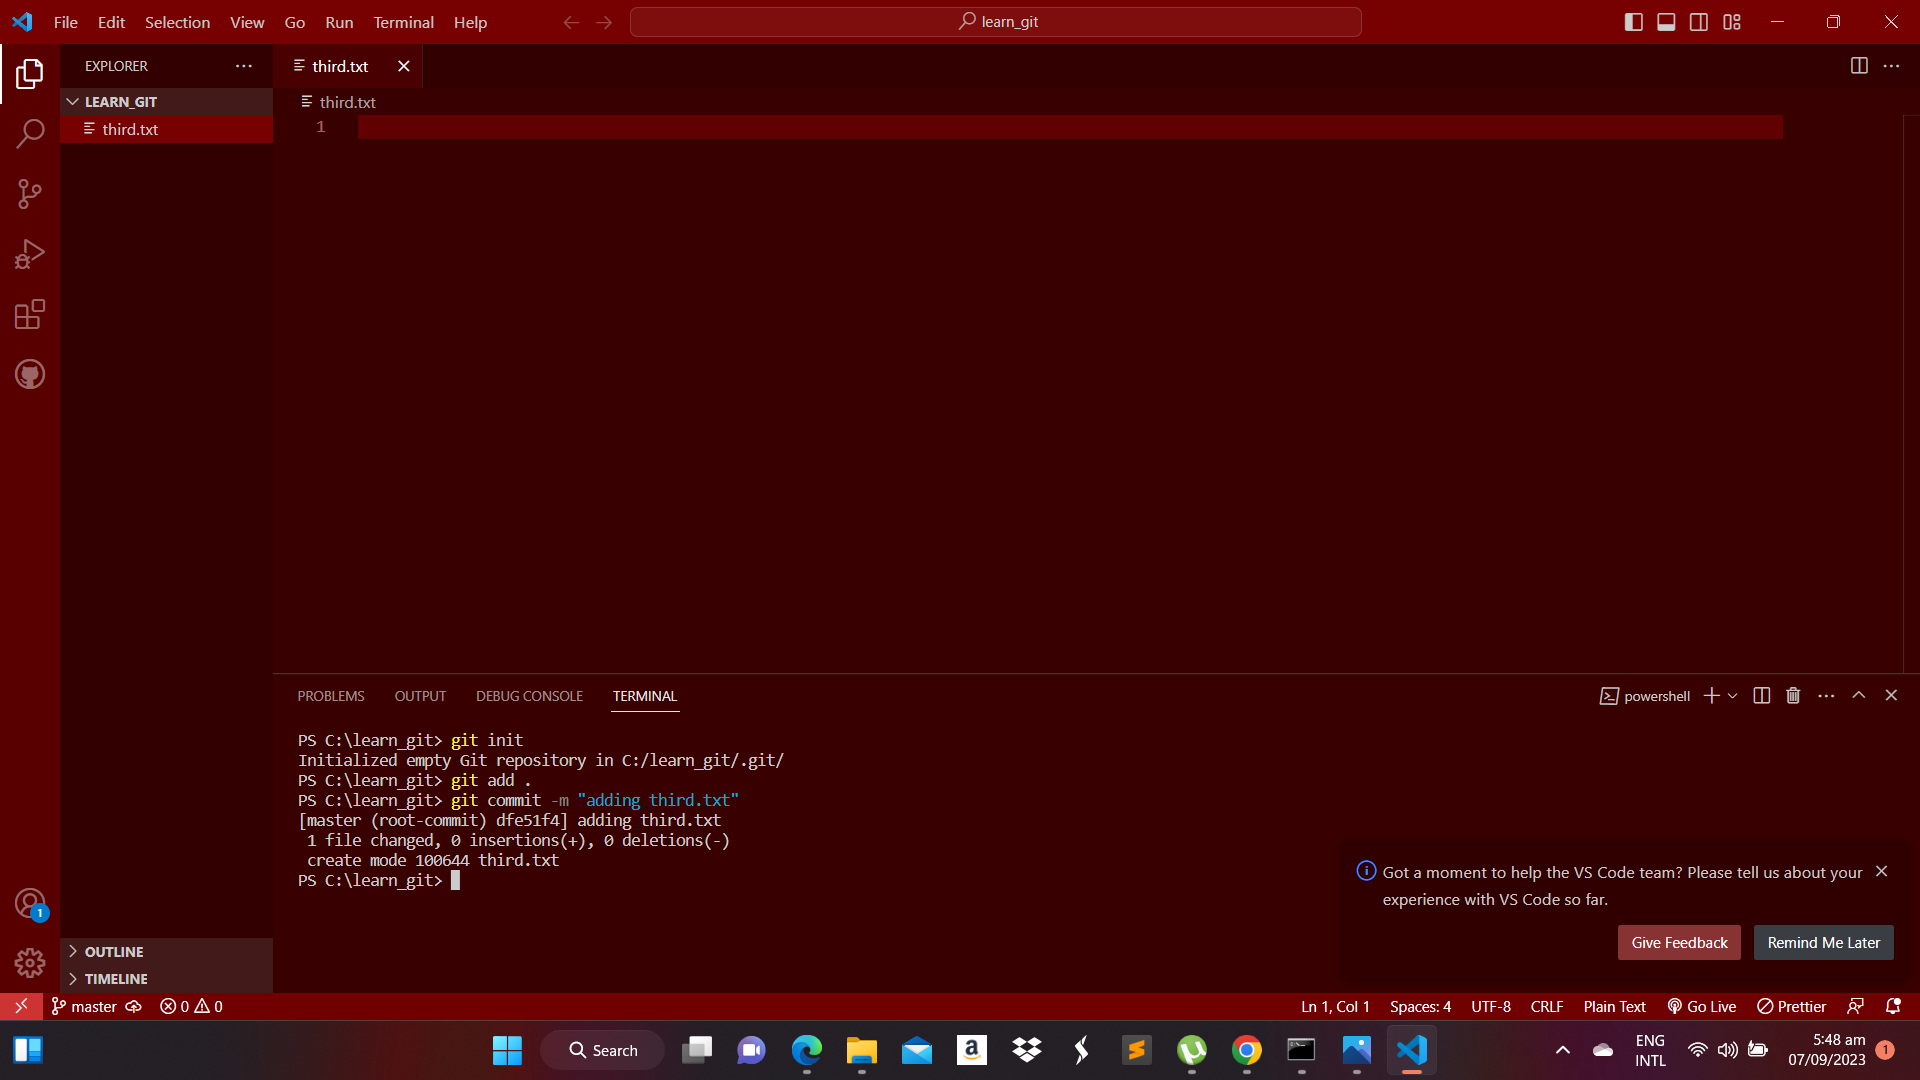 File Edit Selection View Go Run Terminal Help
learn_git
EXPLORER
third.txt
LEARN_GIT
third.txt
third.txt
1
PROBLEMS OUTPUT DEBUG CONSOLE TERMINAL
powershell
PS C:\learn_git> git init
Initialized empty Git repository in C:/learn_git/.git/
PS C:\learn_git> git add .
PS C:\learn_git> git commit -m "adding third.txt"
[master (root-commit) dfe51f4] adding third.txt
1 file changed, 0 insertions(+), 0 deletions(-)
create mode 100644 third.txt
PS C:\learn_git>
Got a moment to help the VS Code team? Please tell us about your
experience with VS Code so far.
Give Feedback Remind Me Later
1
OUTLINE
TIMELINE
master 0 0 Ln 1, Col 1 Spaces: 4 UTF-8 CRLF Plain Text Go Live Prettier
Search
a
ENG
INTL
5:48 am
07/09/2023
1